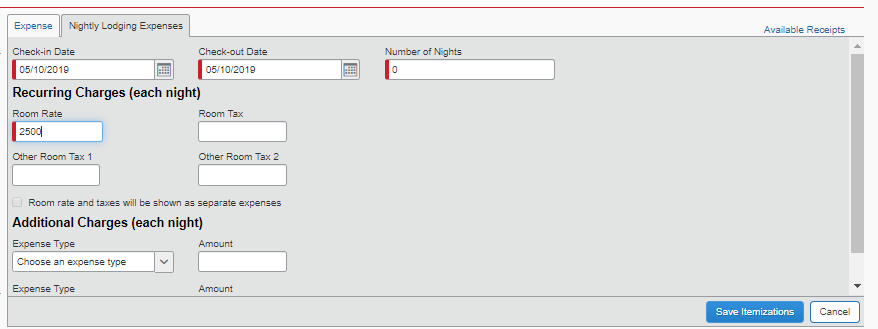 Expense Nightly Lodging Expenses
Available Receipts
Check-in Date Check-out Date Number of Nights
05/10/2019 05/10/2019 0
Recurring Charges (each night)
Room Rate Room Tax
2500
Other Room Tax 1 Other Room Tax 2
Room rate and taxes will be shown as separate expenses
Additional Charges (each night)
Expense Type Amount
Choose an expense type
Expense Type Amount
Save Itemizations Cancel